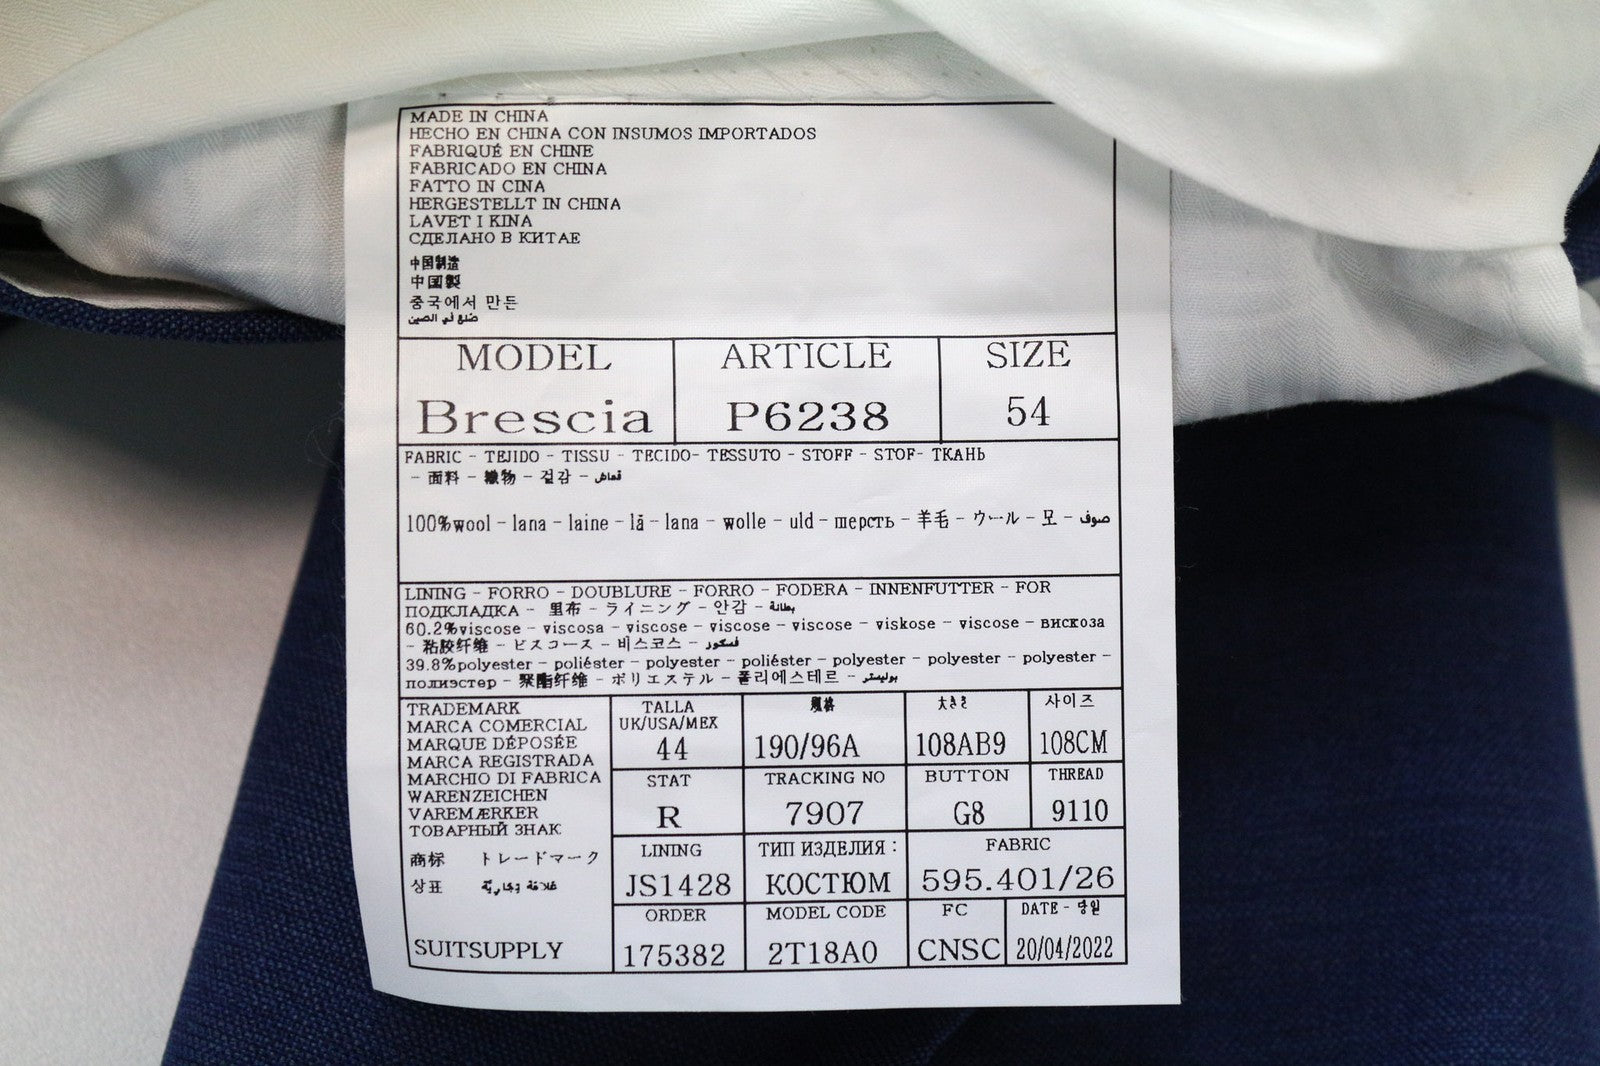 MADE IN CHINA
HECHO EN CHINA CON INSUMOS IMPORTADOS
FABRIQUÉ EN CHINE
FABRICADO EN CHINA
FATTO IN CINA
HERGESTELLT IN CHINA
LAVET I KINA
СДЕЛАНО В КИТАЕ
中国制造
中国製
중국에서 만든
صنع في الصين
MODEL ARTICLE SIZE
Brescia P6238 54
FABRIC - TEJIDO - TISSU - TECIDO- TESSUTO - STOFF - STOF- ТКАНЬ
- 面料 - 織物 - 겉감 - قماش
100%wool - lana - laine - lã - lana - wolle - uld - шерсть - 羊毛 - ウール - 모 - صوف
LINING - FORRO - DOUBLURE - FORRO - FODERA - INNENFUTTER - FOR
ПОДКЛАДКА - 里布 - ライニング - 안감 - بطانة
60.2%viscose - viscosa - viscose - viscose - viscose - viskose - viscose - вискоза
- 粘胶纤维 - ビスコース - 비스코스 - فسكوز
39.8%polyester - poliéster - polyester - poliéster - polyester - polyester - polyester -
полиэстер - 聚酯纤维 - ポリエステル - 폴리에스테르 - بوليستر
TRADEMARK
MARCA COMERCIAL
MARQUE DÉPOSÉE
MARCA REGISTRADA
MARCHIO DI FABRICA
WARENZEICHEN
VAREMÆRKER
ТОВАРНЫЙ ЗНАК
商标 トレードマーク
상표 علامة تجارية
SUITSUPPLY
TALLA 規格 大きさ 사이즈
UK/USA/MEX
44 190/96A 108AB9 108CM
STAT TRACKING NO BUTTON THREAD
R 7907 G8 9110
LINING ТИП ИЗДЕЛИЯ : FABRIC
JS1428 КОСТЮМ 595.401/26
ORDER MODEL CODE FC DATE - 당일
175382 2T18A0 CNSC 20/04/2022